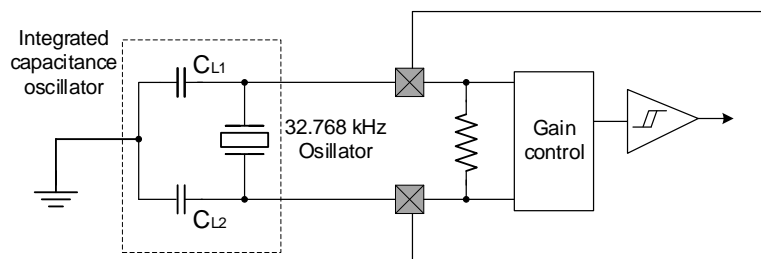 Integrated
capacitance
oscillator
CL1
32.768 kHz
Osillator
CL2
Gain
control